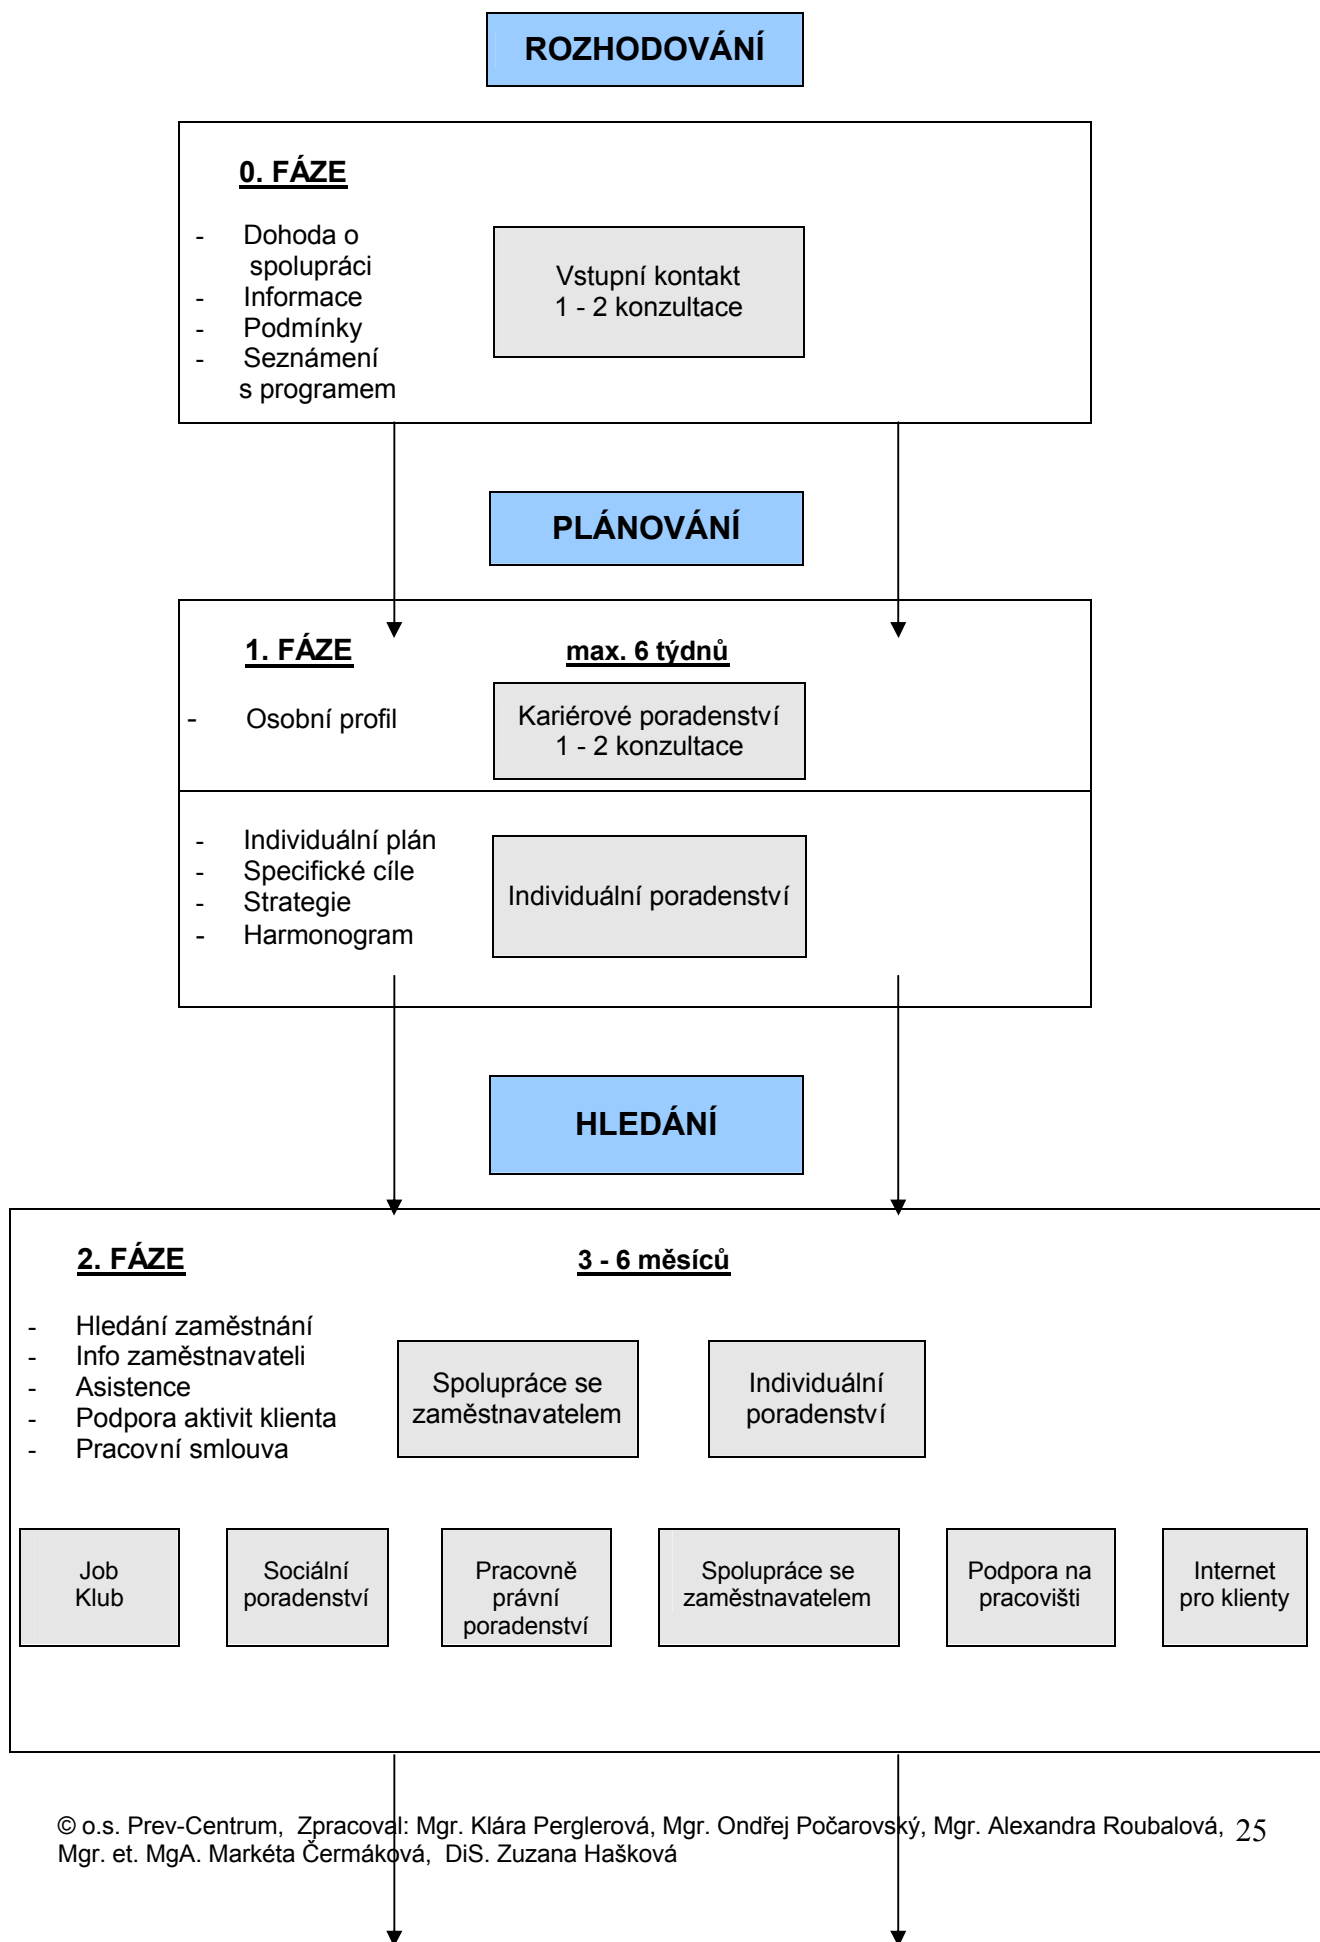 ROZHODOVÁNÍ
0. FÁZE
- Dohoda o
spolupráci
- Informace
- Podmínky
- Seznámení
s programem
Vstupní kontakt
1 - 2 konzultace
PLÁNOVÁNÍ
1. FÁZE
max. 6 týdnů
- Osobní profil
Kariérové poradenství
1 - 2 konzultace
- Individuální plán
- Specifické cíle
- Strategie
- Harmonogram
Individuální poradenství
HLEDÁNÍ
2. FÁZE
3 - 6 měsíců
- Hledání zaměstnání
- Info zaměstnavateli
- Asistence
- Podpora aktivit klienta
- Pracovní smlouva
Spolupráce se
zaměstnavatelem
Individuální
poradenství
Job
Klub
Sociální
poradenství
Pracovně
právní
poradenství
Spolupráce se
zaměstnavatelem
Podpora na
pracovišti
Internet
pro klienty
© o.s. Prev-Centrum, Zpracoval: Mgr. Klára Perglerová, Mgr. Ondřej Počarovský, Mgr. Alexandra Roubalová, 25
Mgr. et. MgA. Markéta Čermáková, DiS. Zuzana Hašková